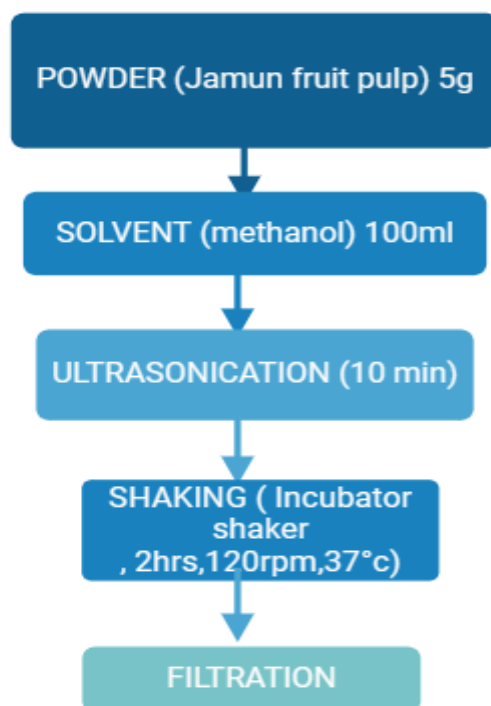 POWDER (Jamun fruit pulp) 5g
SOLVENT (methanol) 100ml
ULTRASONICATION (10 min)
SHAKING ( Incubator
shaker
, 2hrs,120rpm,37°c)
FILTRATION